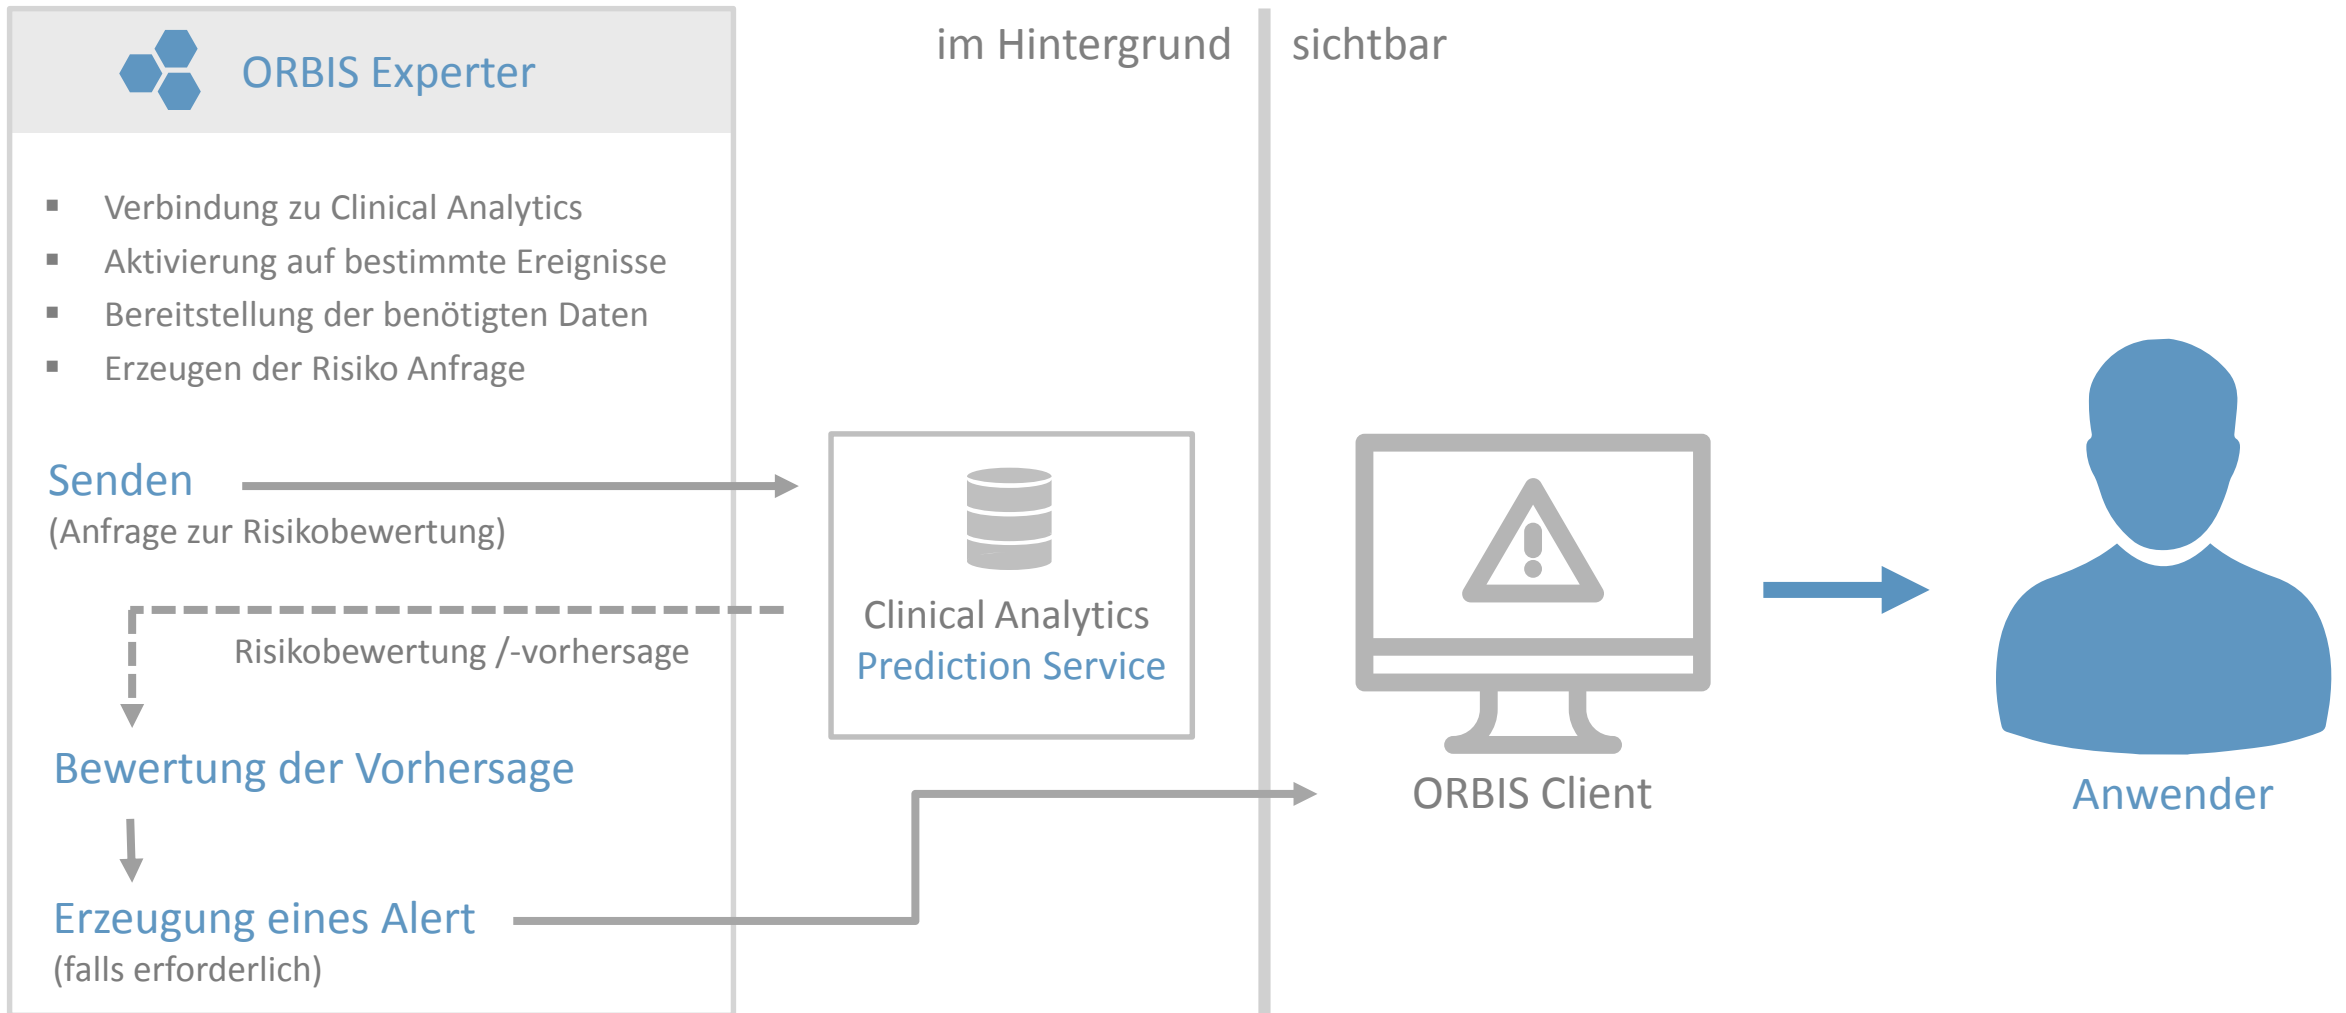 ORBIS Experter
im Hintergrund
sichtbar
Verbindung zu Clinical Analytics
Aktivierung auf bestimmte Ereignisse
Bereitstellung der benötigten Daten
Erzeugen der Risiko Anfrage
Senden
(Anfrage zur Risikobewertung)
Risikobewertung /-vorhersage
Bewertung der Vorhersage
Erzeugung eines Alert
(falls erforderlich)
Clinical Analytics
Prediction Service
ORBIS Client
Anwender